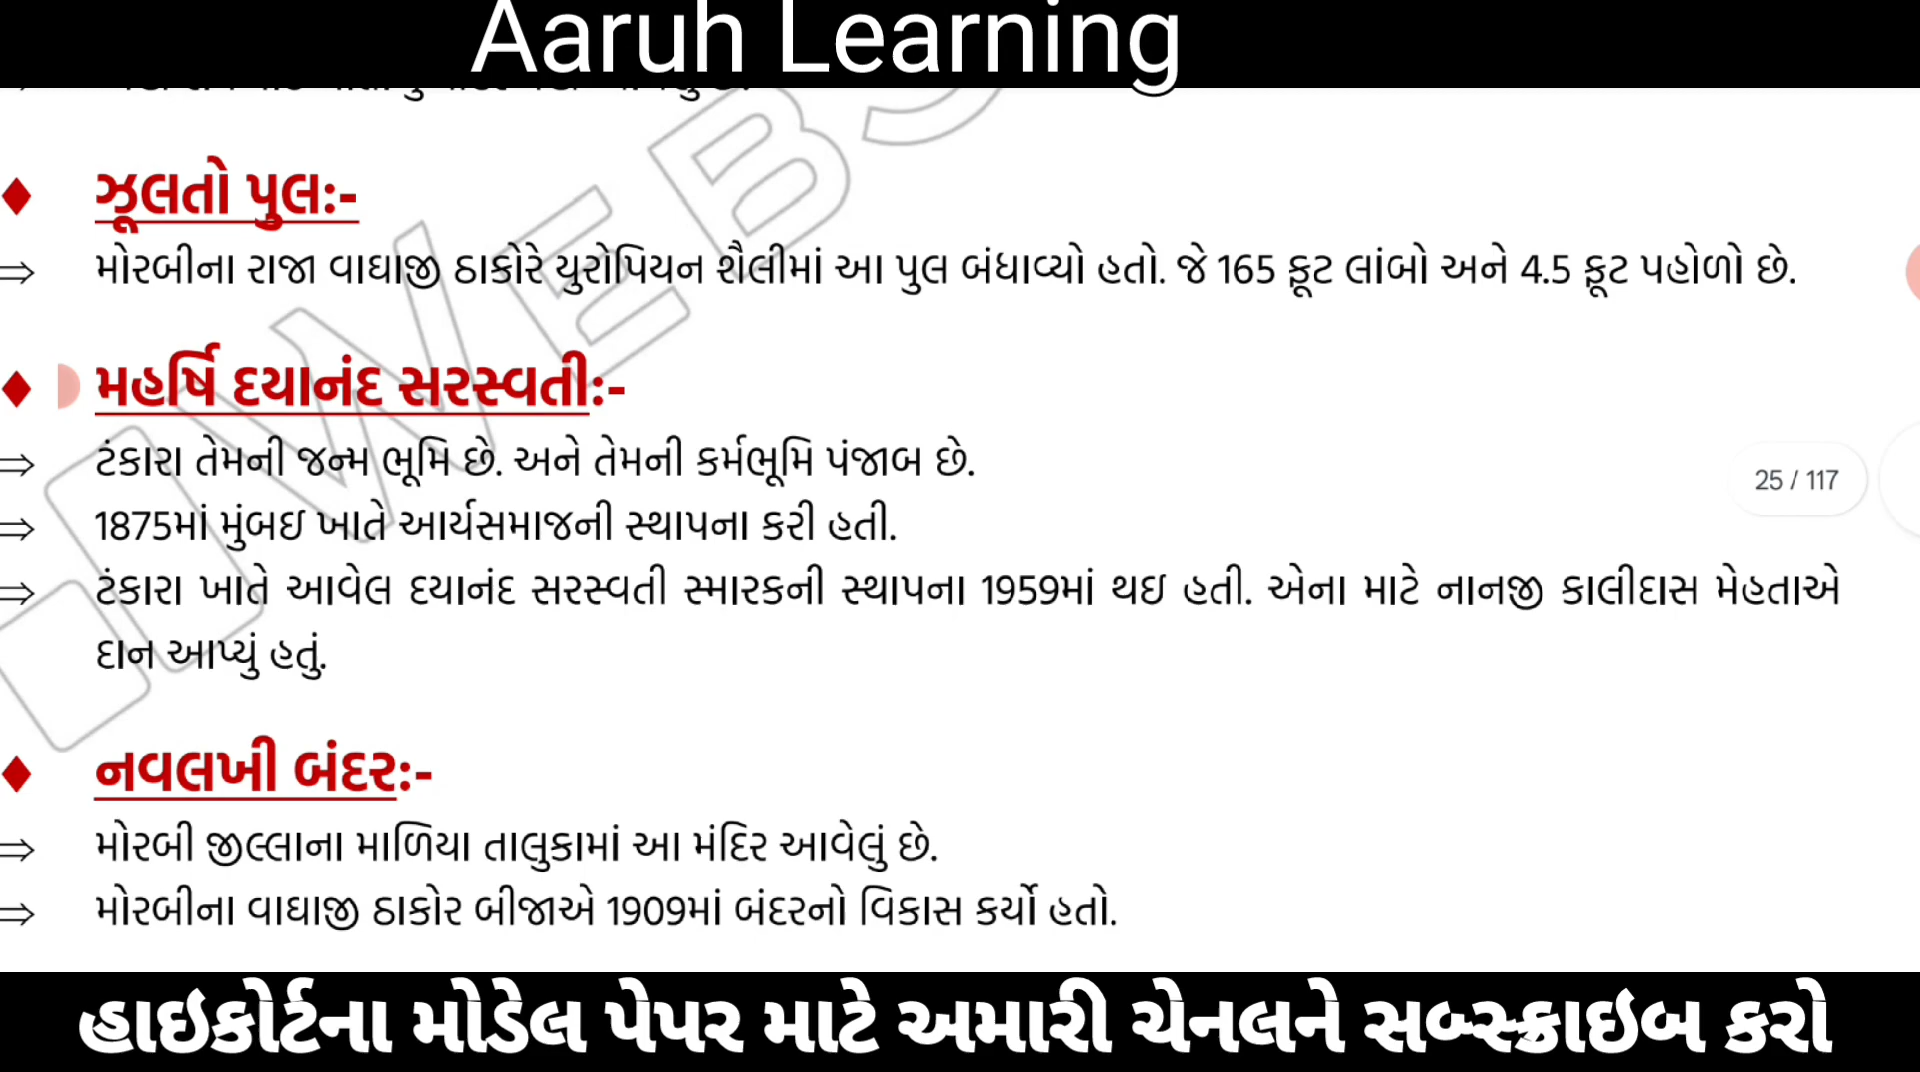 Aaruh Learning
♦ ઝૂલતો પુલઃ-
⇒ મોરબીના રાજા વાઘાજી ઠાકોરે યુરોપિયન શૈલીમાં આ પુલ બંધાવ્યો હતો. જે 165 ફૂટ લાંબો અને 4.5 ફૂટ પહોળો છે.
♦ મહર્ષિ દયાનંદ સરસ્વતીઃ-
⇒ ટંકારા તેમની જન્મ ભૂમિ છે. અને તેમની કર્મભૂમિ પંજાબ છે.
25 / 117
⇒ 1875માં મુંબઇ ખાતે આર્યસમાજની સ્થાપના કરી હતી.
⇒ ટંકારા ખાતે આવેલ દયાનંદ સરસ્વતી સ્મારકની સ્થાપના 1959માં થઇ હતી. એના માટે નાનજી કાલીદાસ મેહતાએ
દાન આપ્યું હતું.
♦ નવલખી બંદરઃ-
⇒ મોરબી જીલ્લાના માળિયા તાલુકામાં આ મંદિર આવેલું છે.
⇒ મોરબીના વાઘાજી ઠાકોર બીજાએ 1909માં બંદરનો વિકાસ કર્યો હતો.
હાઇકોર્ટના મોડેલ પેપર માટે અમારી ચેનલને સબ્સ્ક્રાઇબ કરો